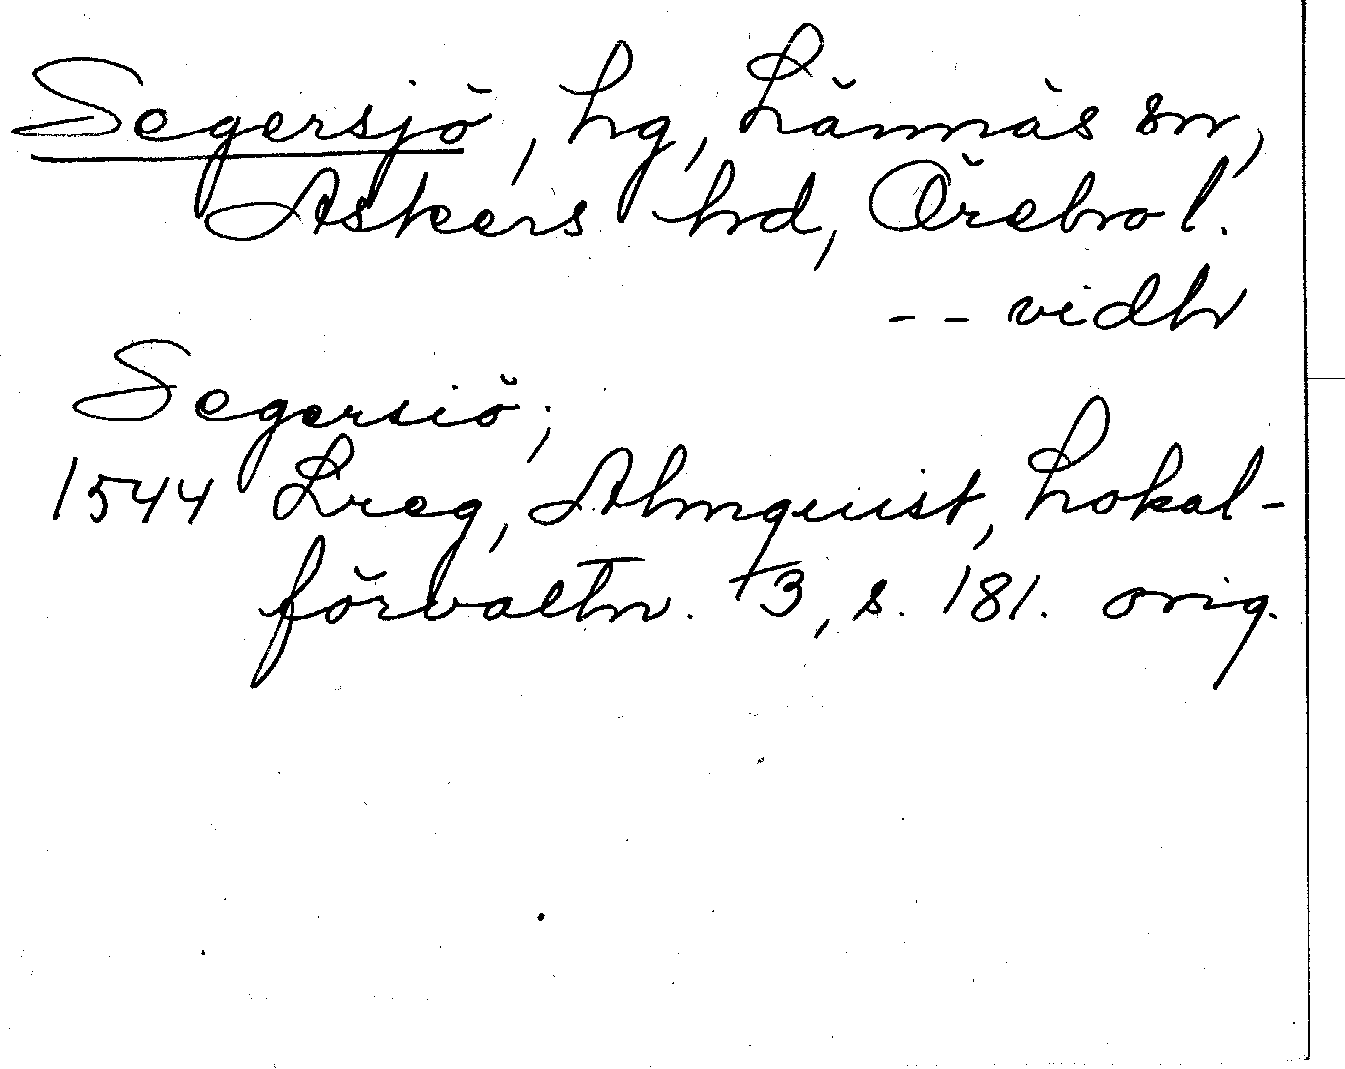 Segersjö, hg, Lännäs sn,
Askers hd, Örebro l.
-- vidh
Segersiö;
1544 Lreg, Almquist, Lokal-
förvaltn. +3, s. 181. orig.